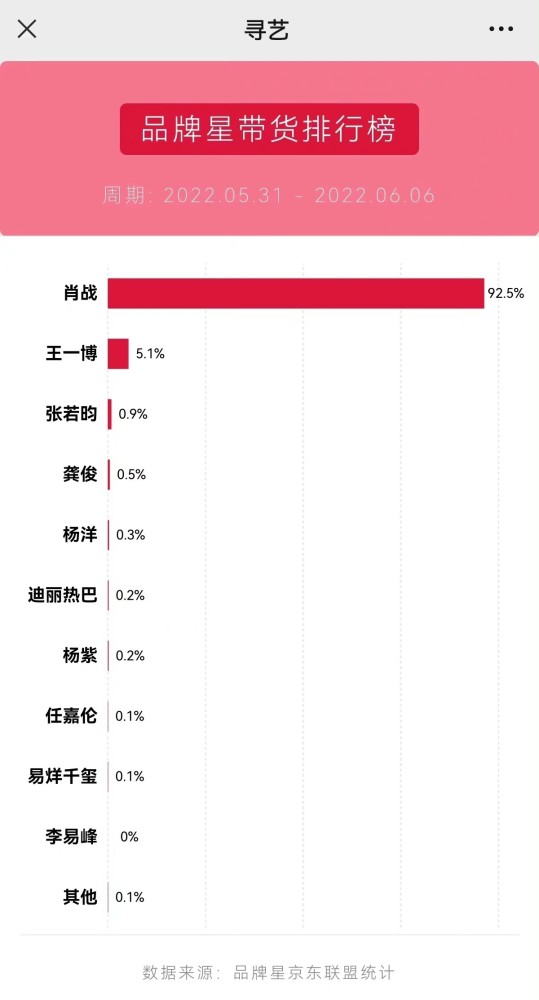 寻艺
品牌星带货排行榜
周期: 2022.05.31 - 2022.06.06
肖战 92.5%
王一博 5.1%
张若昀 0.9%
龚俊 0.5%
杨洋 0.3%
迪丽热巴 0.2%
杨紫 0.2%
任嘉伦 0.1%
易烊千玺 0.1%
李易峰 0%
其他 0.1%
数据来源：品牌星京东联盟统计